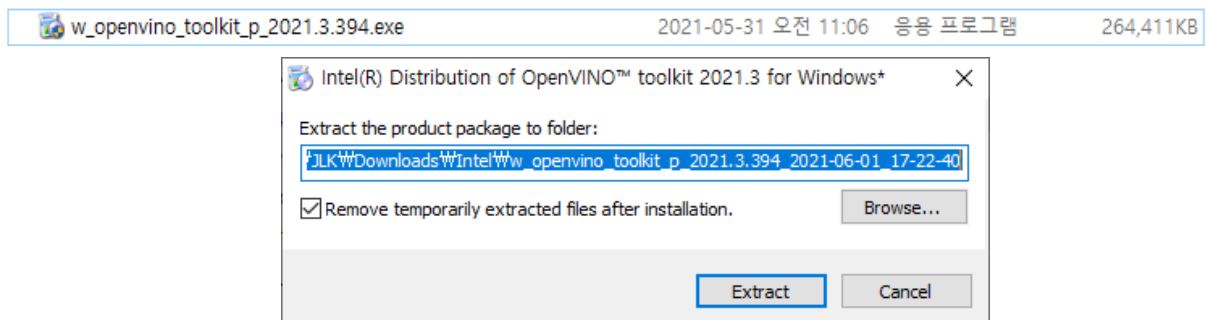 w_openvino_toolkit_p_2021.3.394.exe 2021-05-31 오전 11:06 응용 프로그램 264,411KB
Intel(R) Distribution of OpenVINO™ toolkit 2021.3 for Windows*
Extract the product package to folder:
JLK₩Downloads₩Intel₩w_openvino_toolkit_p_2021.3.394_2021-06-01_17-22-40
Remove temporarily extracted files after installation.
Browse...
Extract Cancel